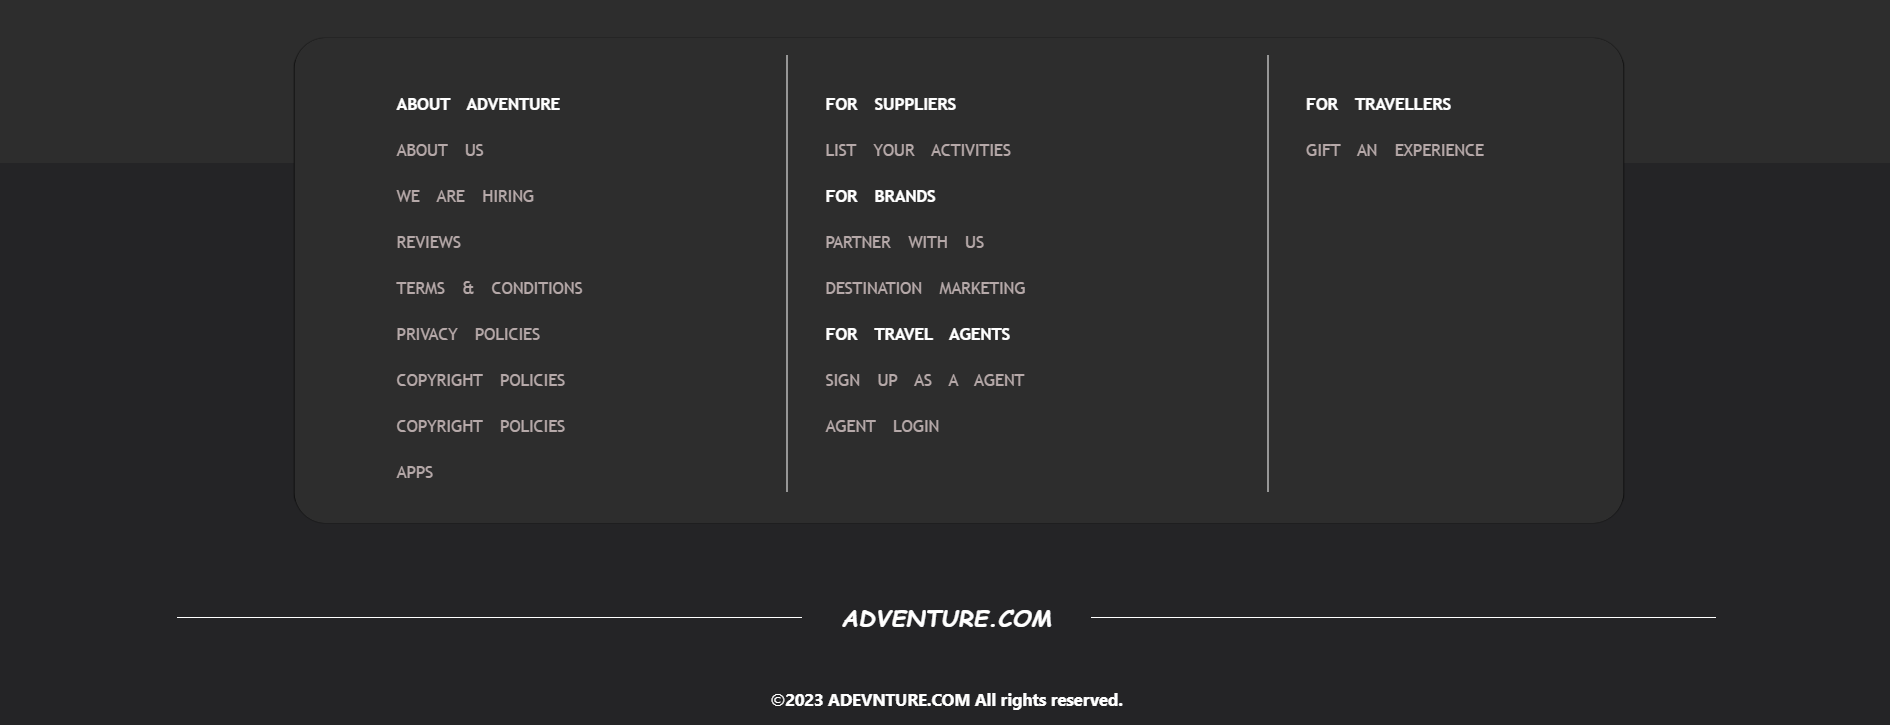 ABOUT ADVENTURE
ABOUT US
WE ARE HIRING
REVIEWS
TERMS & CONDITIONS
PRIVACY POLICIES
COPYRIGHT POLICIES
COPYRIGHT POLICIES
APPS
FOR SUPPLIERS
LIST YOUR ACTIVITIES
FOR BRANDS
PARTNER WITH US
DESTINATION MARKETING
FOR TRAVEL AGENTS
SIGN UP AS A AGENT
AGENT LOGIN
FOR TRAVELLERS
GIFT AN EXPERIENCE
ADVENTURE.COM
©2023 ADEVNTURE.COM All rights reserved.